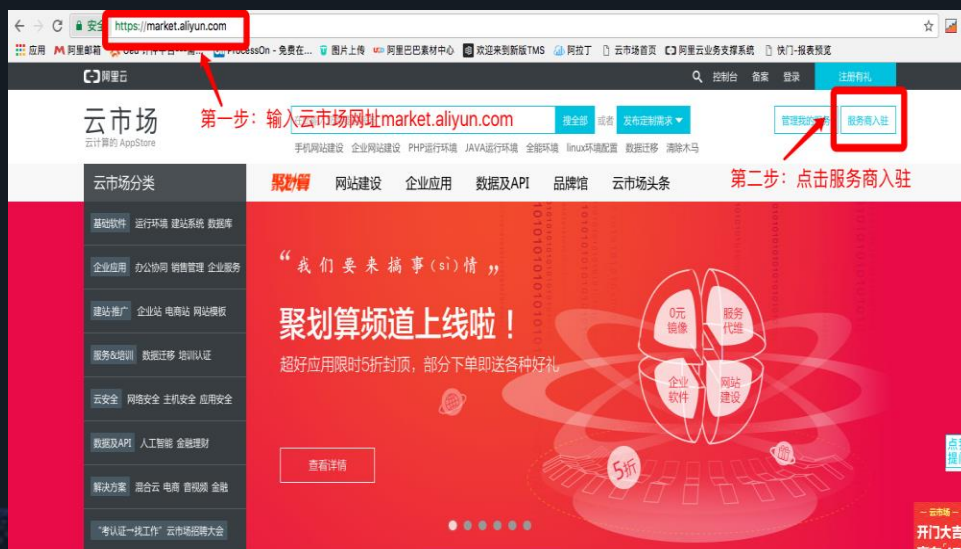 安全 https://market.aliyun.com
应用 阿里邮箱 ProcessOn - 免费在... 图片上传 阿里巴巴素材中心 欢迎来到新版TMS 阿拉丁 云市场首页 阿里云业务支撑系统 快门-报表预览
阿里云 控制台 备案 登录 注册有礼
云市场
云计算的 AppStore
第一步：输入云市场网址market.aliyun.com
搜全部 或者 发布定制需求
服务商入驻
手机网站建设 企业网站建设 PHP运行环境 JAVA运行环境 全能环境 linux环境配置 数据迁移 清除木马
第二步：点击服务商入驻
云市场分类 聚划算 网站建设 企业应用 数据及API 品牌馆 云市场头条
基础软件 运行环境 建站系统 数据库
企业应用 办公协同 销售管理 企业服务
建站推广 企业站 电商站 网站模板
服务&培训 数据迁移 培训认证
云安全 网络安全 主机安全 应用安全
数据及API 人工智能 金融理财
解决方案 混合云 电商 音视频 金融
“考认证→找工作”云市场招聘大会
“我们要来搞事(sì)情”
聚划算频道上线啦！
超好应用限时5折封顶，部分下单即送各种好礼
查看详情
0元镜像
服务代维
企业软件
网站建设
5折
云市场
开门大吉